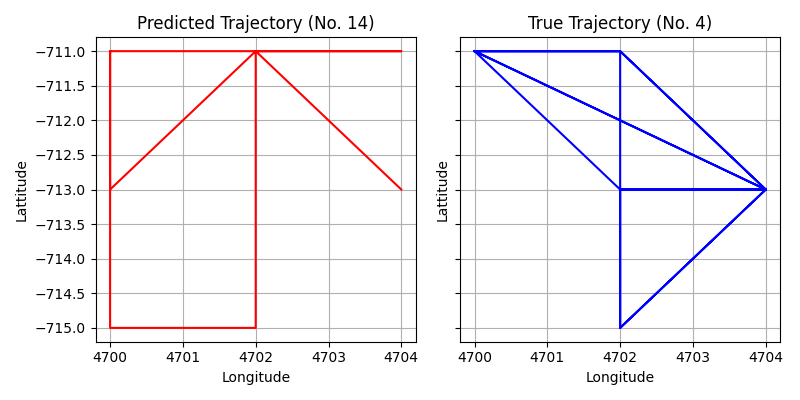 Predicted Trajectory (No. 14)
−711.0
−711.5
−712.0
−712.5
−713.0
−713.5
−714.0
−714.5
−715.0
Lattitude
4700 4701 4702 4703 4704
Longitude
True Trajectory (No. 4)
Lattitude
4700 4701 4702 4703 4704
Longitude